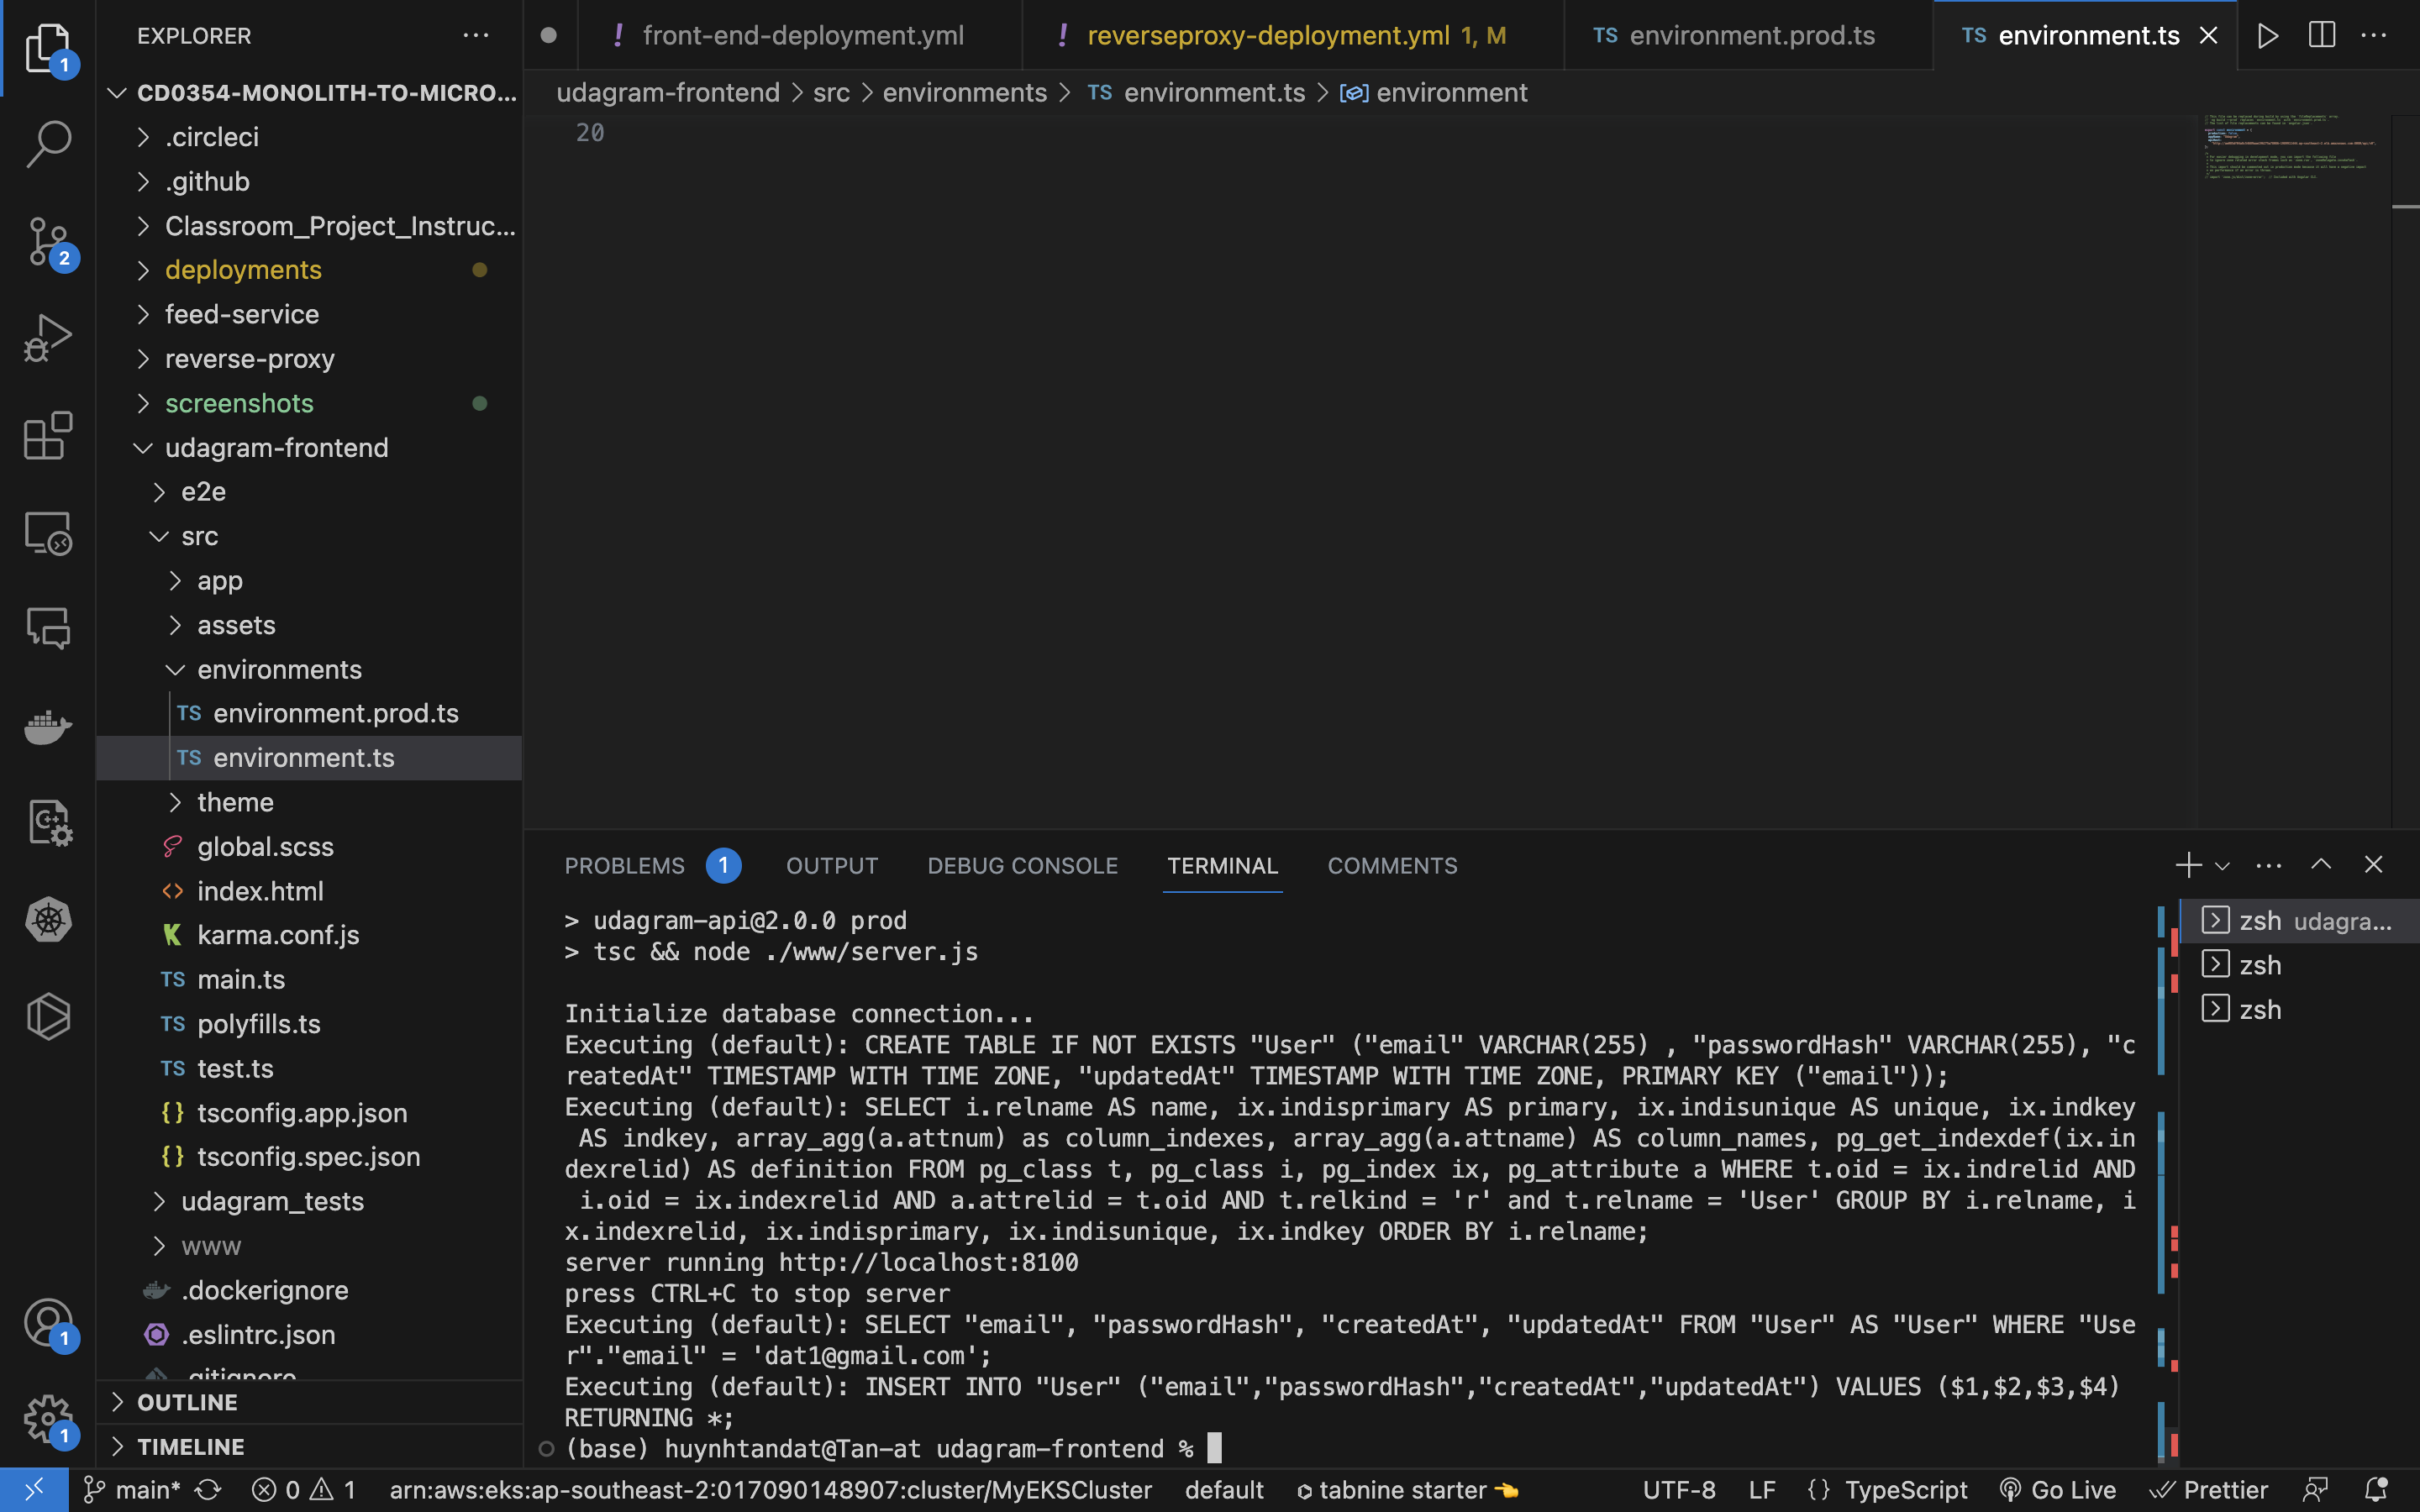 EXPLORER
front-end-deployment.yml
reverseproxy-deployment.yml 1, M
TS environment.prod.ts
TS environment.ts
1
CD0354-MONOLITH-TO-MICRO...
udagram-frontend > src > environments > TS environment.ts > environment
20
.circleci
.github
Classroom_Project_Instruc...
2
deployments
feed-service
reverse-proxy
screenshots
udagram-frontend
e2e
src
app
assets
environments
TS environment.prod.ts
TS environment.ts
theme
global.scss
index.html
karma.conf.js
TS main.ts
TS polyfills.ts
TS test.ts
{} tsconfig.app.json
{} tsconfig.spec.json
udagram_tests
www
.dockerignore
.eslintrc.json
.gitignore
OUTLINE
TIMELINE
1
1
PROBLEMS 1 OUTPUT DEBUG CONSOLE TERMINAL COMMENTS
> udagram-api@2.0.0 prod
> tsc && node ./www/server.js
Initialize database connection...
Executing (default): CREATE TABLE IF NOT EXISTS "User" ("email" VARCHAR(255) , "passwordHash" VARCHAR(255), "c
reatedAt" TIMESTAMP WITH TIME ZONE, "updatedAt" TIMESTAMP WITH TIME ZONE, PRIMARY KEY ("email"));
Executing (default): SELECT i.relname AS name, ix.indisprimary AS primary, ix.indisunique AS unique, ix.indkey
AS indkey, array_agg(a.attnum) as column_indexes, array_agg(a.attname) AS column_names, pg_get_indexdef(ix.in
dexrelid) AS definition FROM pg_class t, pg_class i, pg_index ix, pg_attribute a WHERE t.oid = ix.indrelid AND
i.oid = ix.indexrelid AND a.attrelid = t.oid AND t.relkind = 'r' and t.relname = 'User' GROUP BY i.relname, i
x.indexrelid, ix.indisprimary, ix.indisunique, ix.indkey ORDER BY i.relname;
server running http://localhost:8100
press CTRL+C to stop server
Executing (default): SELECT "email", "passwordHash", "createdAt", "updatedAt" FROM "User" AS "User" WHERE "Use
r"."email" = 'dat1@gmail.com';
Executing (default): INSERT INTO "User" ("email","passwordHash","createdAt","updatedAt") VALUES ($1,$2,$3,$4)
RETURNING *;
(base) huynhtandat@Tan-at udagram-frontend %
zsh udagra...
zsh
zsh
main* 0 1 arn:aws:eks:ap-southeast-2:017090148907:cluster/MyEKSCluster default tabnine starter UTF-8 LF {} TypeScript Go Live Prettier